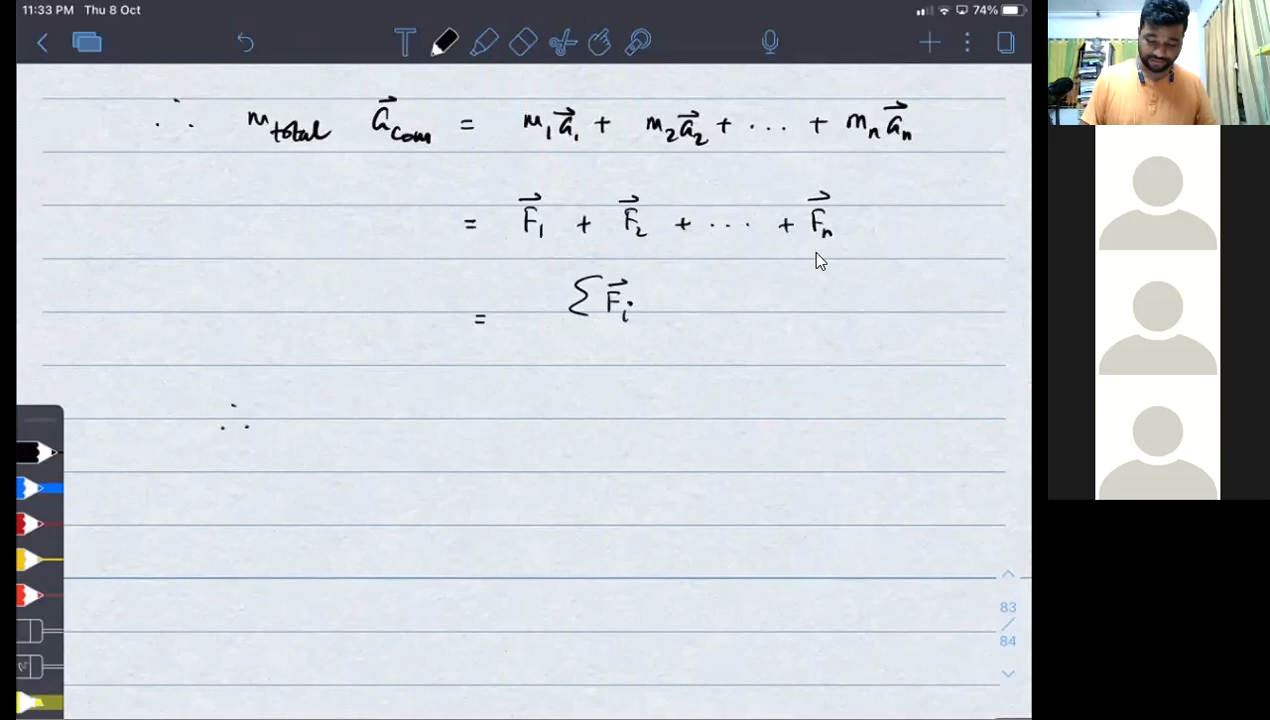 11:33 PM Thu 8 Oct 74%
∴ m_total a⃗_com = m₁a⃗₁ + m₂a⃗₂ + ... + mₙa⃗ₙ
= F⃗₁ + F⃗₂ + ... + F⃗ₙ
= ΣF⃗ᵢ
∴
83
/
84